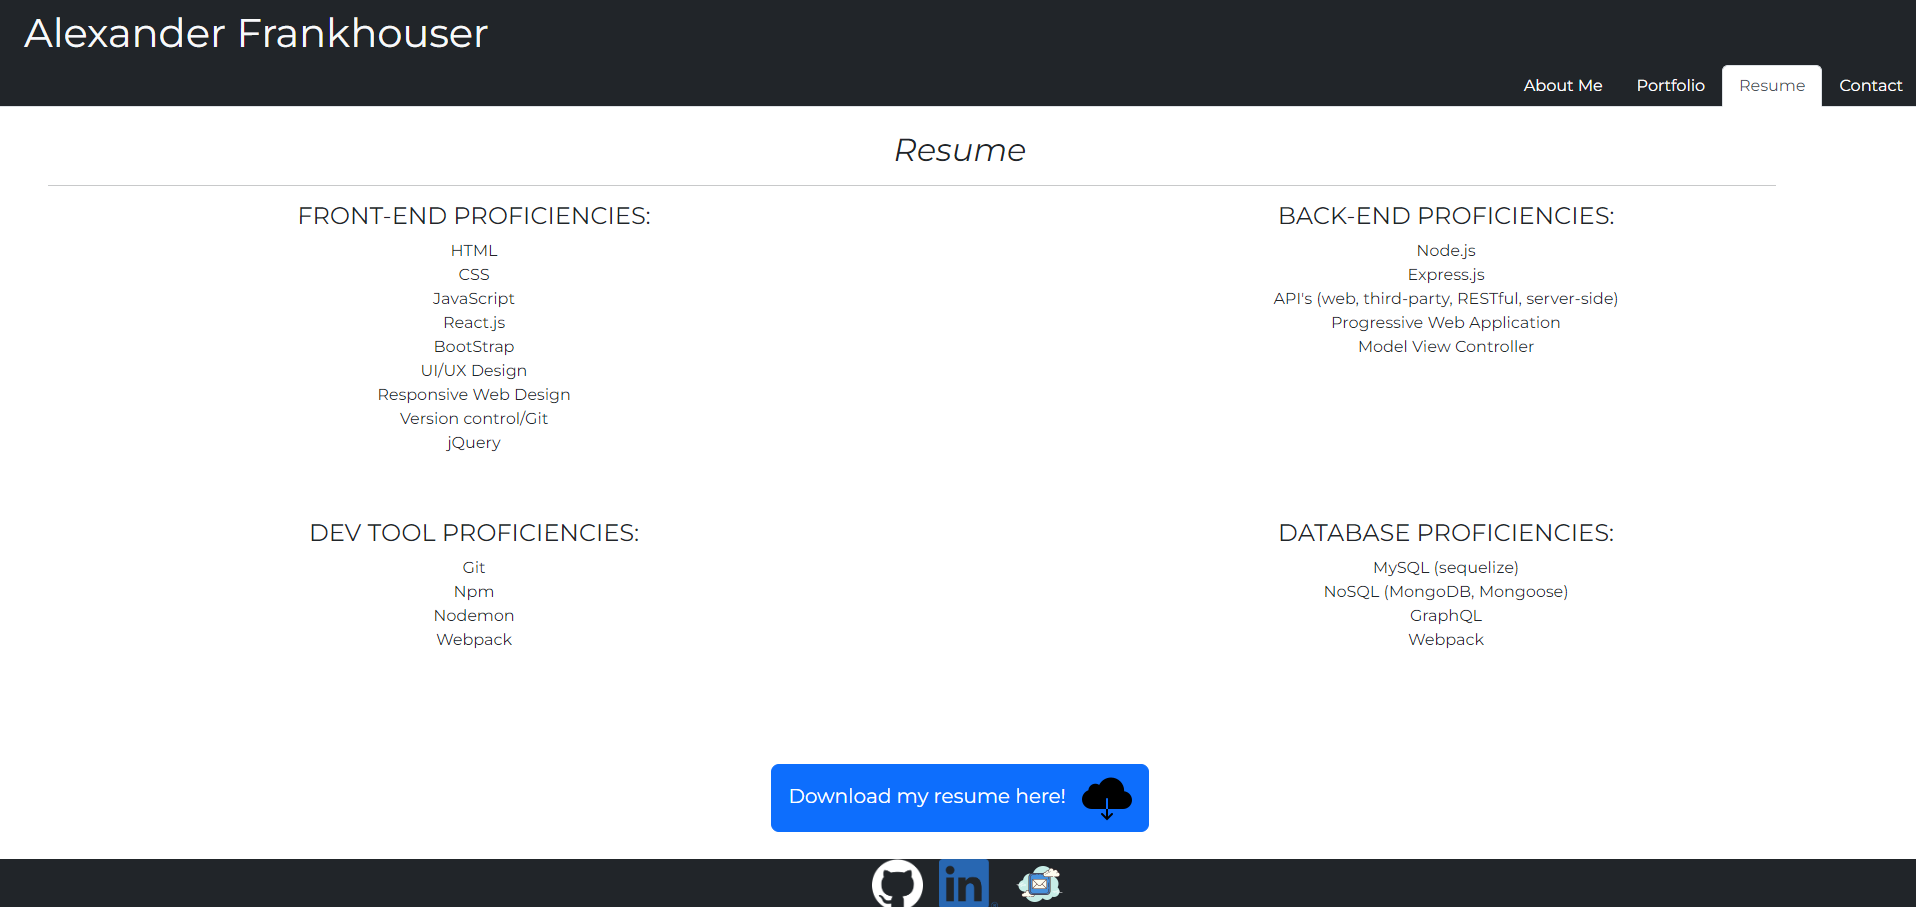 Alexander Frankhouser
About Me
Portfolio
Resume
Contact
Resume
FRONT-END PROFICIENCIES:
HTML
CSS
JavaScript
React.js
BootStrap
UI/UX Design
Responsive Web Design
Version control/Git
jQuery
BACK-END PROFICIENCIES:
Node.js
Express.js
API's (web, third-party, RESTful, server-side)
Progressive Web Application
Model View Controller
DEV TOOL PROFICIENCIES:
Git
Npm
Nodemon
Webpack
DATABASE PROFICIENCIES:
MySQL (sequelize)
NoSQL (MongoDB, Mongoose)
GraphQL
Webpack
Download my resume here!
in